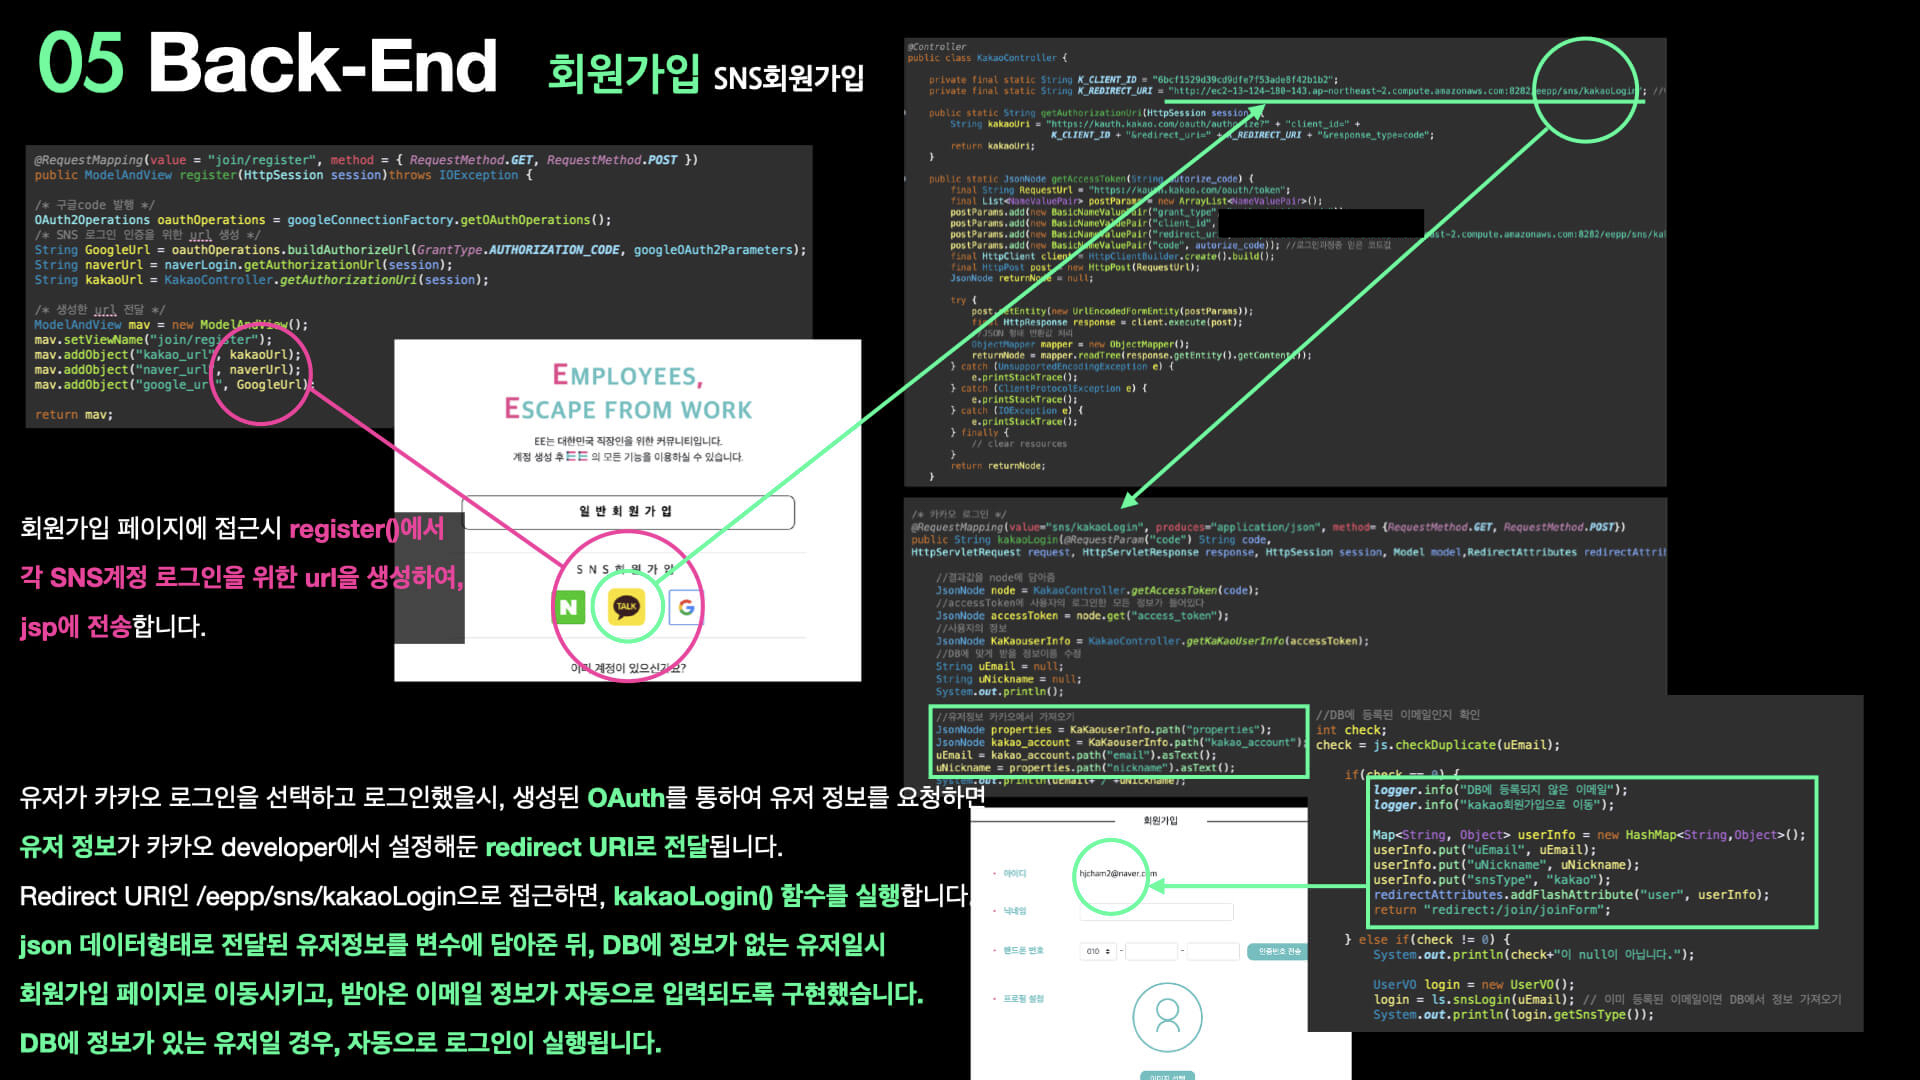 05 Back-End 회원가입 SNS회원가입
@RequestMapping(value = "join/register", method = { RequestMethod.GET, RequestMethod.POST })
public ModelAndView register(HttpSession session)throws IOException {
/* 구글code 발행 */
OAuth2Operations oauthOperations = googleConnectionFactory.getOAuthOperations();
/* SNS 로그인 인증을 위한 url 생성 */
String GoogleUrl = oauthOperations.buildAuthorizeUrl(GrantType.AUTHORIZATION_CODE, googleOAuth2Parameters);
String naverUrl = naverLogin.getAuthorizationUrl(session);
String kakaoUrl = KakaoController.getAuthorizationUri(session);
/* 생성한 url 전달 */
ModelAndView mav = new ModelAndView();
mav.setViewName("join/register");
mav.addObject("kakao_url", kakaoUrl);
mav.addObject("naver_url", naverUrl);
mav.addObject("google_url", GoogleUrl);
return mav;
EMPLOYEES,
ESCAPE FROM WORK
EE는 대한민국 직장인을 위한 커뮤니티입니다.
계정 생성 후 EE 의 모든 기능을 이용하실 수 있습니다.
일반회원가입
SNS회원가입
N TALK G
이미 계정이 있으신가요?
회원가입 페이지에 접근시 register()에서
각 SNS계정 로그인을 위한 url을 생성하여,
jsp에 전송합니다.
@Controller
public class KakaoController {
private final static String K_CLIENT_ID = "6bcf1529d39cd9dfe7f53ade8f42b1b2";
private final static String K_REDIRECT_URI = "http://ec2-13-124-180-143.ap-northeast-2.compute.amazonaws.com:8282/eepp/sns/kakaoLogin"; //
public static String getAuthorizationUri(HttpSession session) {
String kakaoUri = "https://kauth.kakao.com/oauth/authorize?" + "client_id=" +
K_CLIENT_ID + "&redirect_uri=" + K_REDIRECT_URI + "&response_type=code";
return kakaoUri;
}
public static JsonNode getAccessToken(String autorize_code) {
final String RequestUrl = "https://kauth.kakao.com/oauth/token";
final List<NameValuePair> postParams = new ArrayList<NameValuePair>();
postParams.add(new BasicNameValuePair("grant_type",
postParams.add(new BasicNameValuePair("client_id",
postParams.add(new BasicNameValuePair("redirect_ur east-2.compute.amazonaws.com:8282/eepp/sns/kal
postParams.add(new BasicNameValuePair("code", autorize_code)); //로그인과정중 얻은 코드값
final HttpClient client = HttpClientBuilder.create().build();
final HttpPost post = new HttpPost(RequestUrl);
JsonNode returnNode = null;
try {
post.setEntity(new UrlEncodedFormEntity(postParams));
final HttpResponse response = client.execute(post);
//JSON 형태 반환값 처리
ObjectMapper mapper = new ObjectMapper();
returnNode = mapper.readTree(response.getEntity().getContent());
} catch (UnsupportedEncodingException e) {
e.printStackTrace();
} catch (ClientProtocolException e) {
e.printStackTrace();
} catch (IOException e) {
e.printStackTrace();
} finally {
// clear resources
}
return returnNode;
}
/* 카카오 로그인 */
@RequestMapping(value="sns/kakaoLogin", produces="application/json", method= {RequestMethod.GET, RequestMethod.POST})
public String kakaoLogin(@RequestParam("code") String code,
HttpServletRequest request, HttpServletResponse response, HttpSession session, Model model,RedirectAttributes redirectAttrib
//결과값을 node에 담아줌
JsonNode node = KakaoController.getAccessToken(code);
//accessToken에 사용자의 로그인한 모든 정보가 들어있다
JsonNode accessToken = node.get("access_token");
//사용자의 정보
JsonNode KaKaouserInfo = KakaoController.getKaKaoUserInfo(accessToken);
//DB에 맞게 받을 정보이름 수정
String uEmail = null;
String uNickname = null;
System.out.println();
//유저정보 카카오에서 가져오기
JsonNode properties = KaKaouserInfo.path("properties");
JsonNode kakao_account = KaKaouserInfo.path("kakao_account");
uEmail = kakao_account.path("email").asText();
uNickname = properties.path("nickname").asText();
System.out.println(uEmail+"/"+uNickname);
//DB에 등록된 이메일인지 확인
int check;
check = js.checkDuplicate(uEmail);
if(check == 0) {
logger.info("DB에 등록되지 않은 이메일");
logger.info("kakao회원가입으로 이동");
Map<String, Object> userInfo = new HashMap<String,Object>();
userInfo.put("uEmail", uEmail);
userInfo.put("uNickname", uNickname);
userInfo.put("snsType", "kakao");
redirectAttributes.addFlashAttribute("user", userInfo);
return "redirect:/join/joinForm";
} else if(check != 0) {
System.out.println(check+"이 null이 아닙니다.");
UserVO login = new UserVO();
login = ls.snsLogin(uEmail); // 이미 등록된 이메일이면 DB에서 정보 가져오기
System.out.println(login.getSnsType());
유저가 카카오 로그인을 선택하고 로그인했을시, 생성된 OAuth를 통하여 유저 정보를 요청하면
유저 정보가 카카오 developer에서 설정해둔 redirect URI로 전달됩니다.
Redirect URI인 /eepp/sns/kakaoLogin으로 접근하면, kakaoLogin() 함수를 실행합니다.
json 데이터형태로 전달된 유저정보를 변수에 담아준 뒤, DB에 정보가 없는 유저일시
회원가입 페이지로 이동시키고, 받아온 이메일 정보가 자동으로 입력되도록 구현했습니다.
DB에 정보가 있는 유저일 경우, 자동으로 로그인이 실행됩니다.
회원가입
• 아이디 hjcham2@naver.com
• 닉네임
• 핸드폰 번호 010 - - 인증번호 전송
• 프로필 설정
이미지 선택